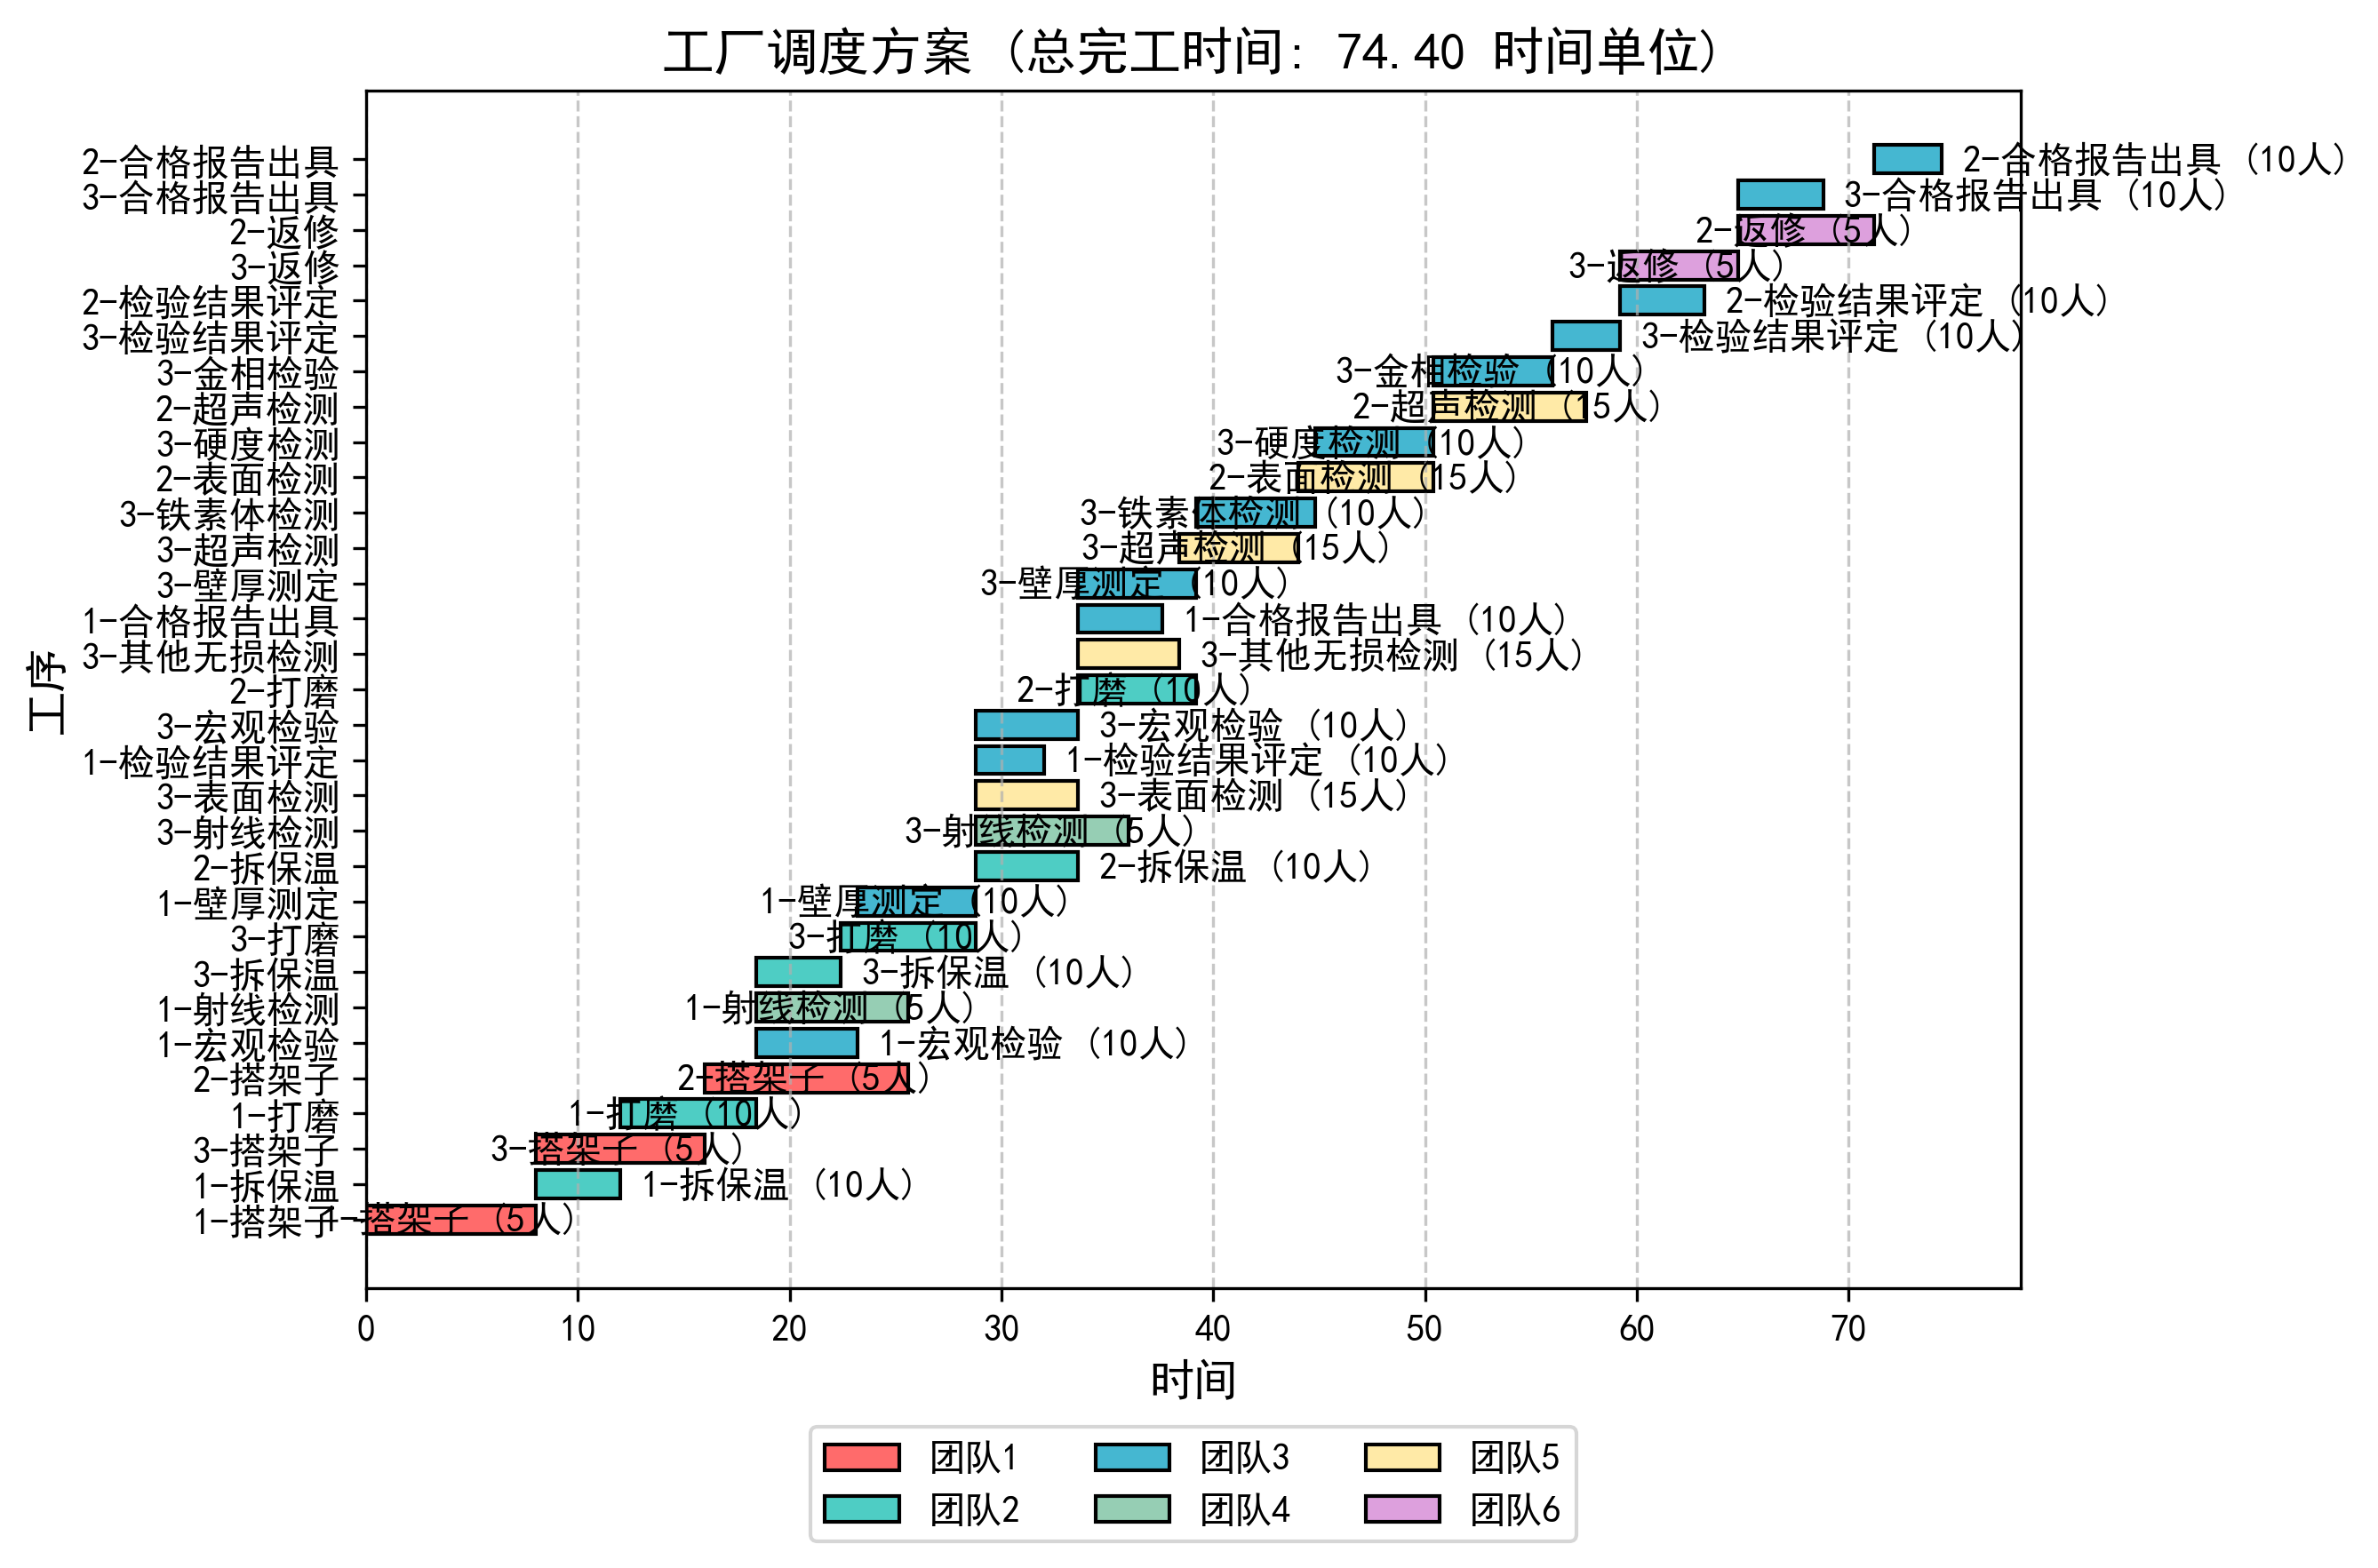 工厂调度方案 (总完工时间: 74.40 时间单位)
工序
2-合格报告出具
2-合格报告出具 (10人)
3-合格报告出具
3-合格报告出具 (10人)
2-返修
2-返修 (5人)
3-返修
3-返修 (5人)
2-检验结果评定
2-检验结果评定 (10人)
3-检验结果评定
3-检验结果评定 (10人)
3-金相检验
3-金相检验 (10人)
2-超声检测
2-超声检测 (15人)
3-硬度检测
3-硬度检测 (10人)
2-表面检测
2-表面检测 (15人)
3-铁素体检测
3-铁素体检测 (10人)
3-超声检测
3-超声检测 (15人)
3-壁厚测定
3-壁厚测定 (10人)
1-合格报告出具
1-合格报告出具 (10人)
3-其他无损检测
3-其他无损检测 (15人)
2-打磨
2-打磨 (10人)
3-宏观检验
3-宏观检验 (10人)
1-检验结果评定
1-检验结果评定 (10人)
3-表面检测
3-表面检测 (15人)
3-射线检测
3-射线检测 (5人)
2-拆保温
2-拆保温 (10人)
1-壁厚测定
1-壁厚测定 (10人)
3-打磨
3-打磨 (10人)
3-拆保温
3-拆保温 (10人)
1-射线检测
1-射线检测 (5人)
1-宏观检验
1-宏观检验 (10人)
2-搭架子
2-搭架子 (5人)
1-打磨
1-打磨 (10人)
3-搭架子
3-搭架子 (5人)
1-拆保温
1-拆保温 (10人)
1-搭架子
1-搭架子 (5人)
0 10 20 30 40 50 60 70
时间
团队1 团队3 团队5
团队2 团队4 团队6